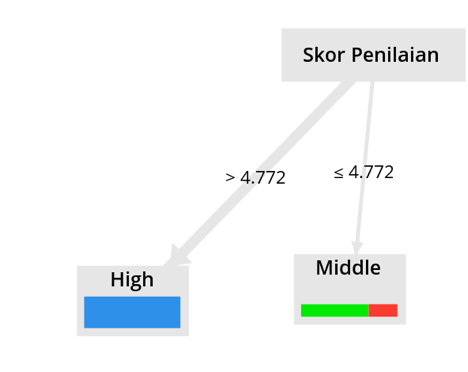 Skor Penilaian
> 4.772
≤ 4.772
High
Middle